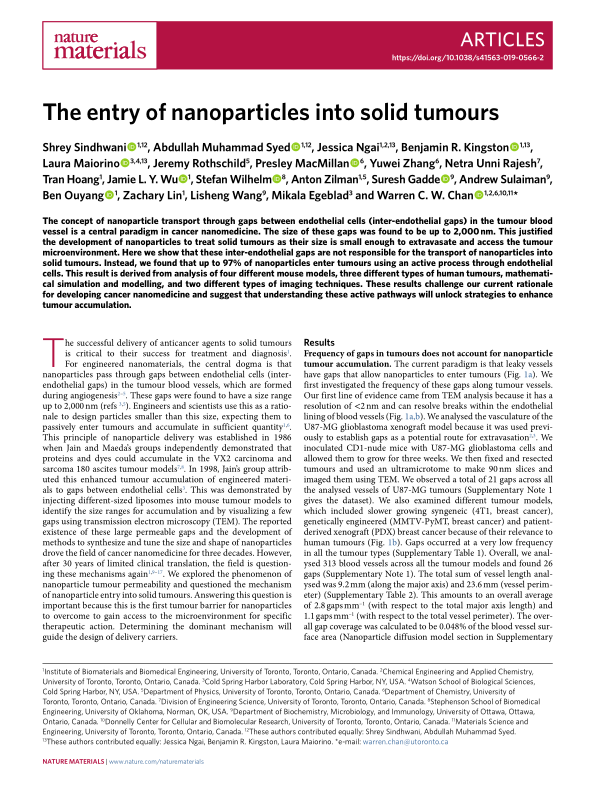 nature
materials
ARTICLES
https://doi.org/10.1038/s41563-019-0566-2
The entry of nanoparticles into solid tumours
Shrey Sindhwani 1,12, Abdullah Muhammad Syed 1,12, Jessica Ngai1,2,13, Benjamin R. Kingston 1,13,
Laura Maiorino 3,4,13, Jeremy Rothschild5, Presley MacMillan 6, Yuwei Zhang6, Netra Unni Rajesh7,
Tran Hoang1, Jamie L. Y. Wu 1, Stefan Wilhelm 8, Anton Zilman1,5, Suresh Gadde 9, Andrew Sulaiman9,
Ben Ouyang 1, Zachary Lin1, Lisheng Wang9, Mikala Egeblad3 and Warren C. W. Chan 1,2,6,10,11*
The concept of nanoparticle transport through gaps between endothelial cells (inter-endothelial gaps) in the tumour blood
vessel is a central paradigm in cancer nanomedicine. The size of these gaps was found to be up to 2,000 nm. This justified
the development of nanoparticles to treat solid tumours as their size is small enough to extravasate and access the tumour
microenvironment. Here we show that these inter-endothelial gaps are not responsible for the transport of nanoparticles into
solid tumours. Instead, we found that up to 97% of nanoparticles enter tumours using an active process through endothelial
cells. This result is derived from analysis of four different mouse models, three different types of human tumours, mathemati-
cal simulation and modelling, and two different types of imaging techniques. These results challenge our current rationale
for developing cancer nanomedicine and suggest that understanding these active pathways will unlock strategies to enhance
tumour accumulation.
The successful delivery of anticancer agents to solid tumours
is critical to their success for treatment and diagnosis1.
For engineered nanomaterials, the central dogma is that
nanoparticles pass through gaps between endothelial cells (inter-
endothelial gaps) in the tumour blood vessels, which are formed
during angiogenesis2–5. These gaps were found to have a size range
up to 2,000 nm (refs
). Engineers and scientists use this as a ratio-
nale to design particles smaller than this size, expecting them to
passively enter tumours and accumulate in sufficient quantity
.
This principle of nanoparticle delivery was established in 1986
when Jain and Maeda's groups independently demonstrated that
proteins and dyes could accumulate in the VX2 carcinoma and
sarcoma 180 ascites tumour models
. In 1998, Jain's group attrib-
uted this enhanced tumour accumulation of engineered materi-
als to gaps between endothelial cells
. This was demonstrated by
injecting different-sized liposomes into mouse tumour models to
identify the size ranges for accumulation and by visualizing a few
gaps using transmission electron microscopy (TEM). The reported
existence of these large permeable gaps and the development of
methods to synthesize and tune the size and shape of nanoparticles
drove the field of cancer nanomedicine for three decades. However,
after 30 years of limited clinical translation, the field is question-
ing these mechanisms again
. We explored the phenomenon of
nanoparticle tumour permeability and questioned the mechanism
of nanoparticle entry into solid tumours. Answering this question is
important because this is the first tumour barrier for nanoparticles
to overcome to gain access to the microenvironment for specific
therapeutic action. Determining the dominant mechanism will
guide the design of delivery carriers.
Results
Frequency of gaps in tumours does not account for nanoparticle
tumour accumulation. The current paradigm is that leaky vessels
have gaps that allow nanoparticles to enter tumours (Fig. 1a). We
first investigated the frequency of these gaps along tumour vessels.
Our first line of evidence came from TEM analysis because it has a
resolution of <2 nm and can resolve breaks within the endothelial
lining of blood vessels (Fig. 1a,b). We analysed the vasculature of the
U87-MG glioblastoma xenograft model because it was used previ-
ously to establish gaps as a potential route for extravasation
. We
inoculated CD1-nude mice with U87-MG glioblastoma cells and
allowed them to grow for three weeks. We then fixed and resected
tumours and used an ultramicrotome to make 90 nm slices and
imaged them using TEM. We observed a total of 21 gaps across all
the analysed vessels of U87-MG tumours (Supplementary Note 1
gives the dataset). We also examined different tumour models,
which included slower growing syngeneic (4T1, breast cancer),
genetically engineered (MMTV-PyMT, breast cancer) and patient-
derived xenograft (PDX) breast cancer because of their relevance to
human tumours (Fig. 1b). Gaps occurred at a very low frequency
in all the tumour types (Supplementary Table 1). Overall, we anal-
ysed 313 blood vessels across all the tumour models and found 26
gaps (Supplementary Note 1). The total sum of vessel length anal-
ysed was 9.2 mm (along the major axis) and 23.6 mm (vessel perim-
eter) (Supplementary Table 2). This amounts to an overall average
of 2.8 gaps mm−1 (with respect to the total major axis length) and
1.1 gaps mm−1 (with respect to the total vessel perimeter). The over-
all gap coverage was calculated to be 0.048% of the blood vessel sur-
face area (Nanoparticle diffusion model section in Supplementary
1Institute of Biomaterials and Biomedical Engineering, University of Toronto, Toronto, Ontario, Canada. 2Chemical Engineering and Applied Chemistry,
University of Toronto, Toronto, Ontario, Canada. 3Cold Spring Harbor Laboratory, Cold Spring Harbor, NY, USA. 4Watson School of Biological Sciences,
Cold Spring Harbor, NY, USA. 5Department of Physics, University of Toronto, Toronto, Ontario, Canada. 6Department of Chemistry, University of
Toronto, Toronto, Ontario, Canada. 7Division of Engineering Science, University of Toronto, Toronto, Ontario, Canada. 8Stephenson School of Biomedical
Engineering, University of Oklahoma, Norman, OK, USA. 9Department of Biochemistry, Microbiology, and Immunology, University of Ottawa, Ottawa,
Ontario, Canada. 10Donnelly Center for Cellular and Biomolecular Research, University of Toronto, Toronto, Ontario, Canada. 11Materials Science and
Engineering, University of Toronto, Toronto, Ontario, Canada. 12These authors contributed equally: Shrey Sindhwani, Abdullah Muhammad Syed.
13These authors contributed equally: Jessica Ngai, Benjamin R. Kingston, Laura Maiorino. *e-mail: warren.chan@utoronto.ca
NATURE MATERIALS | www.nature.com/naturematerials